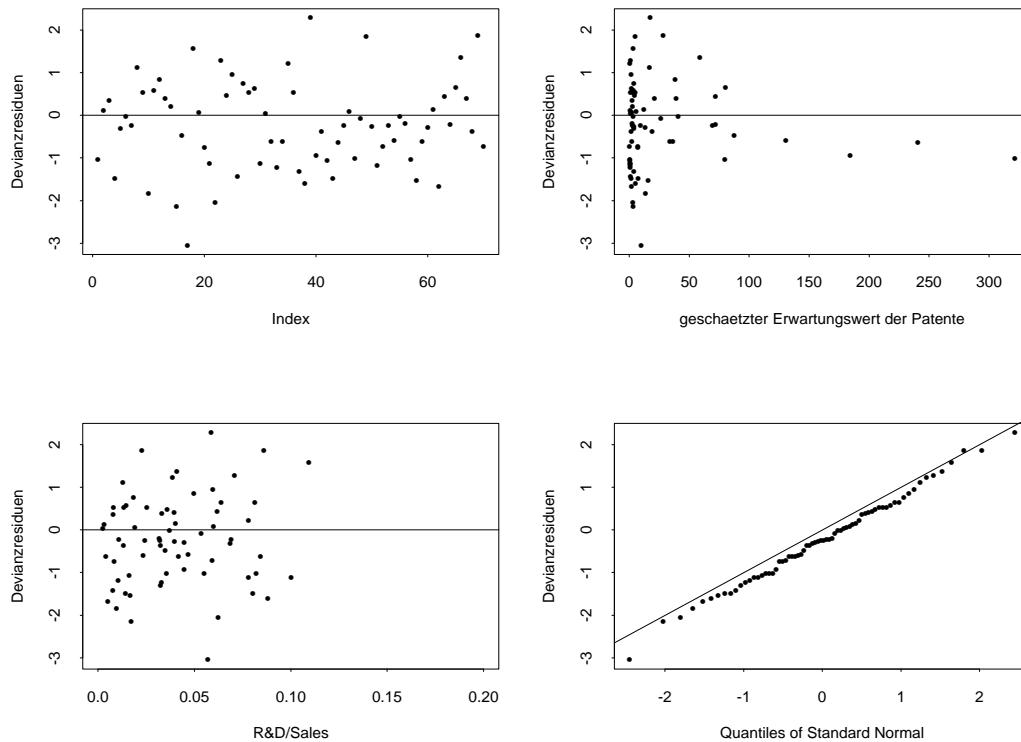 Devianzresiduen
-3 -2 -1 0 1 2
0 20 40 60
Index
Devianzresiduen
-3 -2 -1 0 1 2
0 50 100 150 200 250 300
geschaetzter Erwartungswert der Patente
Devianzresiduen
-3 -2 -1 0 1 2
0.0 0.05 0.10 0.15 0.20
R&D/Sales
Devianzresiduen
-3 -2 -1 0 1 2
-2 -1 0 1 2
Quantiles of Standard Normal